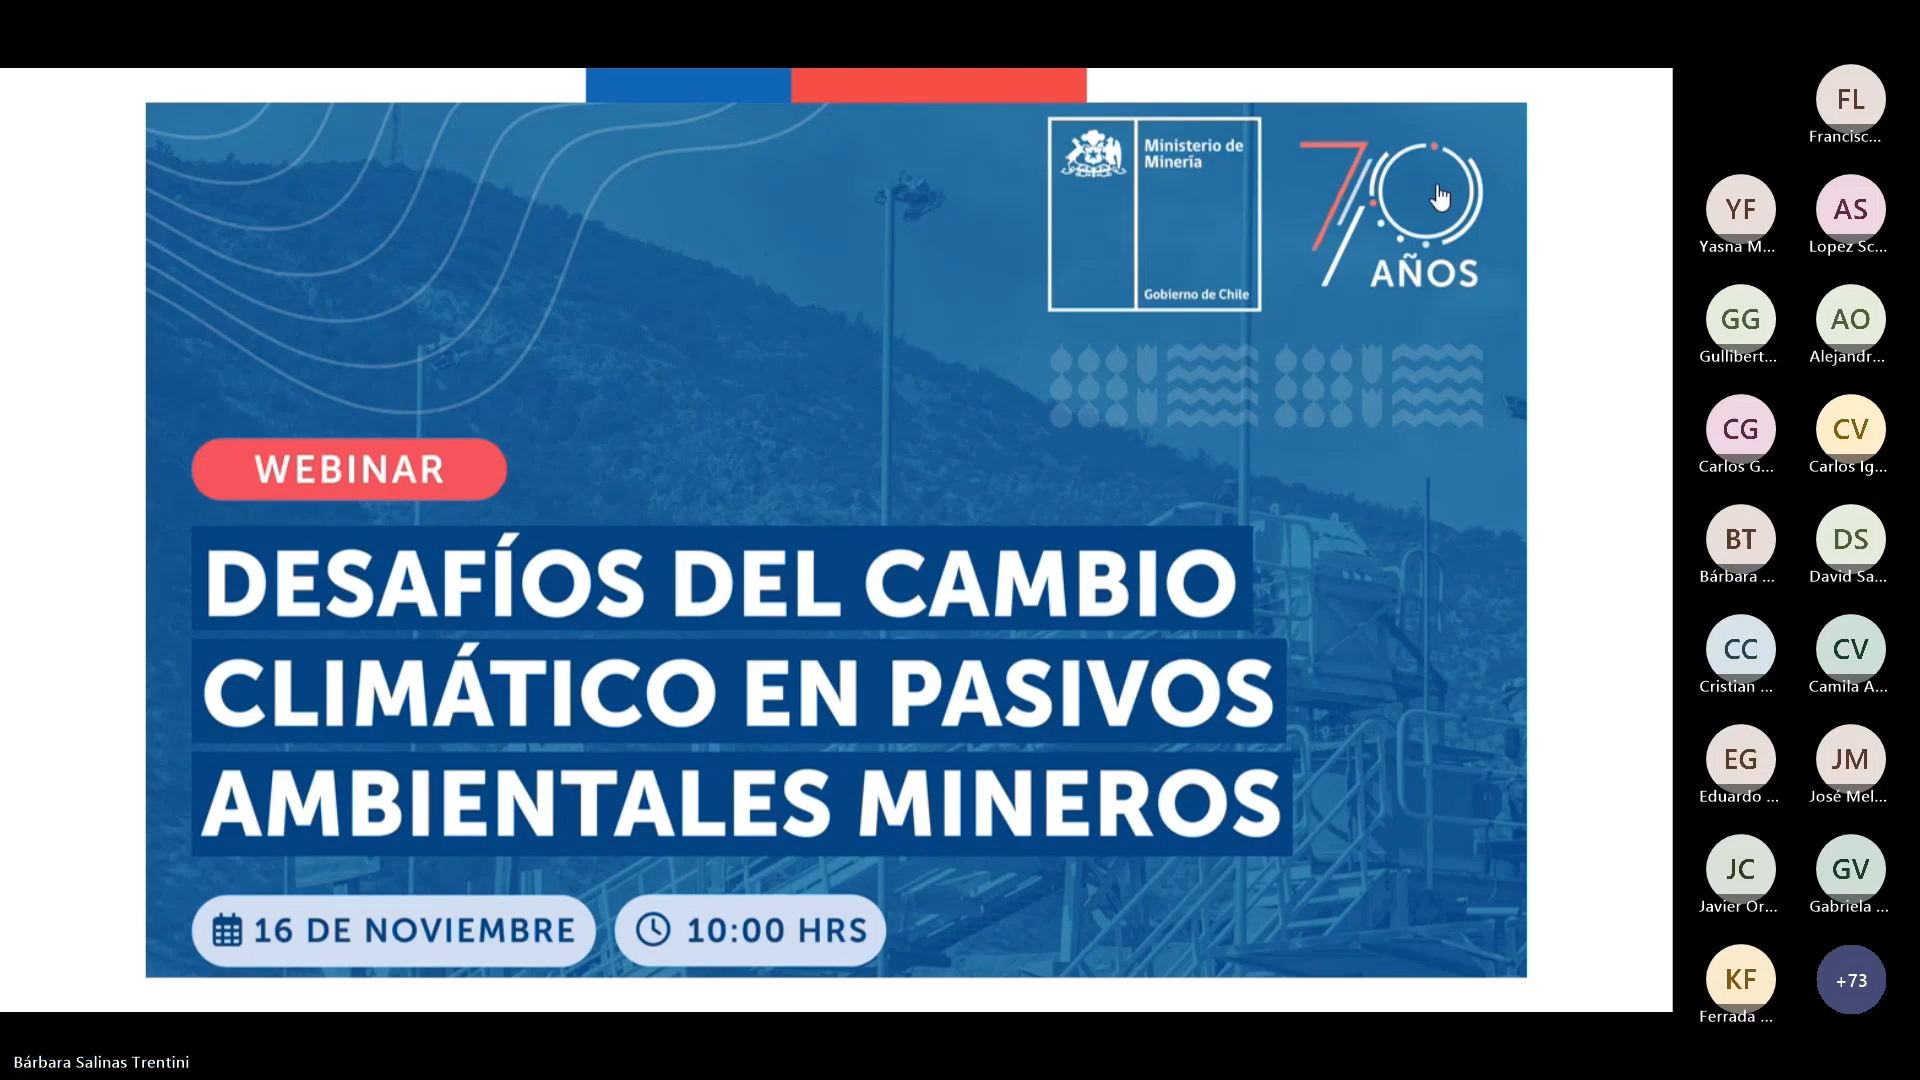 Ministerio de
Minería
Gobierno de Chile
70
AÑOS
WEBINAR
DESAFÍOS DEL CAMBIO
CLIMÁTICO EN PASIVOS
AMBIENTALES MINEROS
16 DE NOVIEMBRE
10:00 HRS
FL
Francisc...
YF
Yasna M...
AS
Lopez Sc...
GG
Gullibert...
AO
Alejandr...
CG
Carlos G...
CV
Carlos Ig...
BT
Bárbara ...
DS
David Sa...
CC
Cristian ...
CV
Camila A...
EG
Eduardo ...
JM
José Mel...
JC
Javier Or...
GV
Gabriela ...
KF
Ferrada ...
+73
Bárbara Salinas Trentini